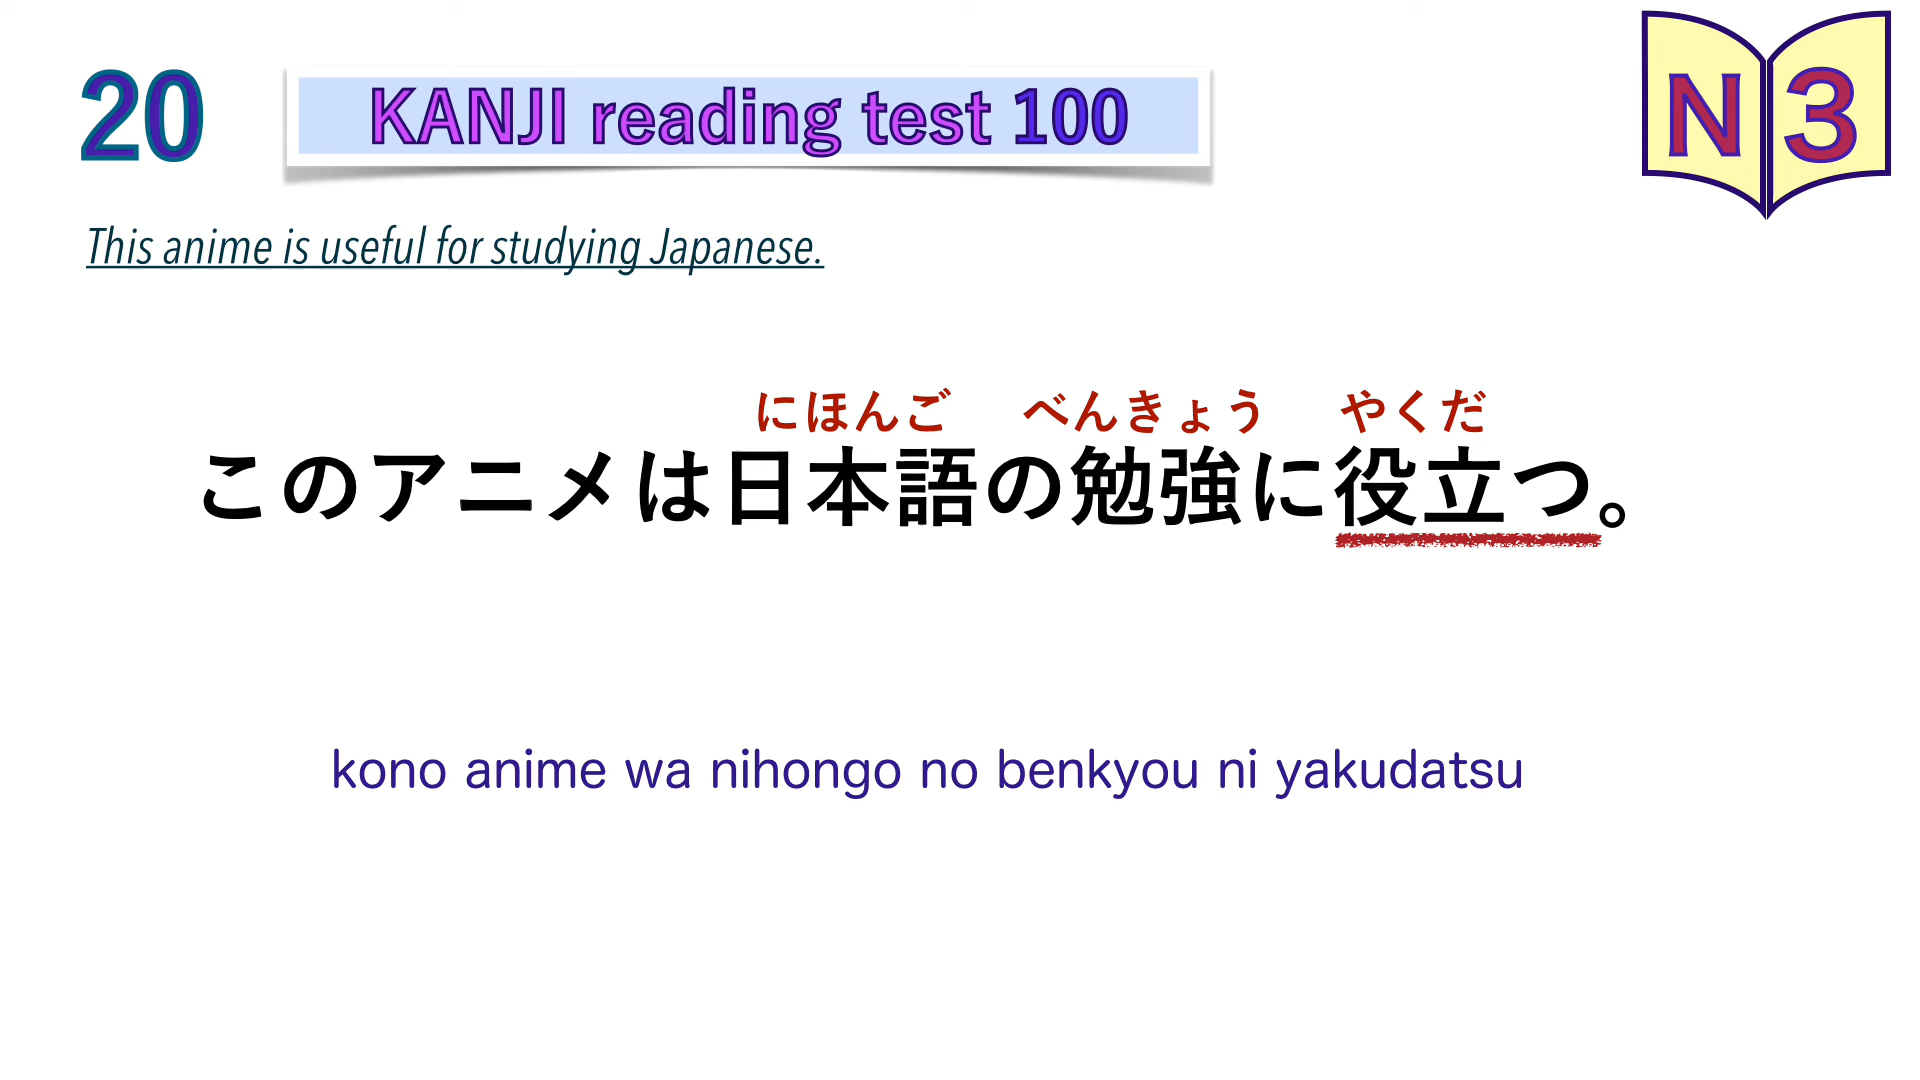 20
KANJI reading test 100
N3
This anime is useful for studying Japanese.
にほんご べんきょう やくだ
このアニメは日本語の勉強に役立つ。
kono anime wa nihongo no benkyou ni yakudatsu